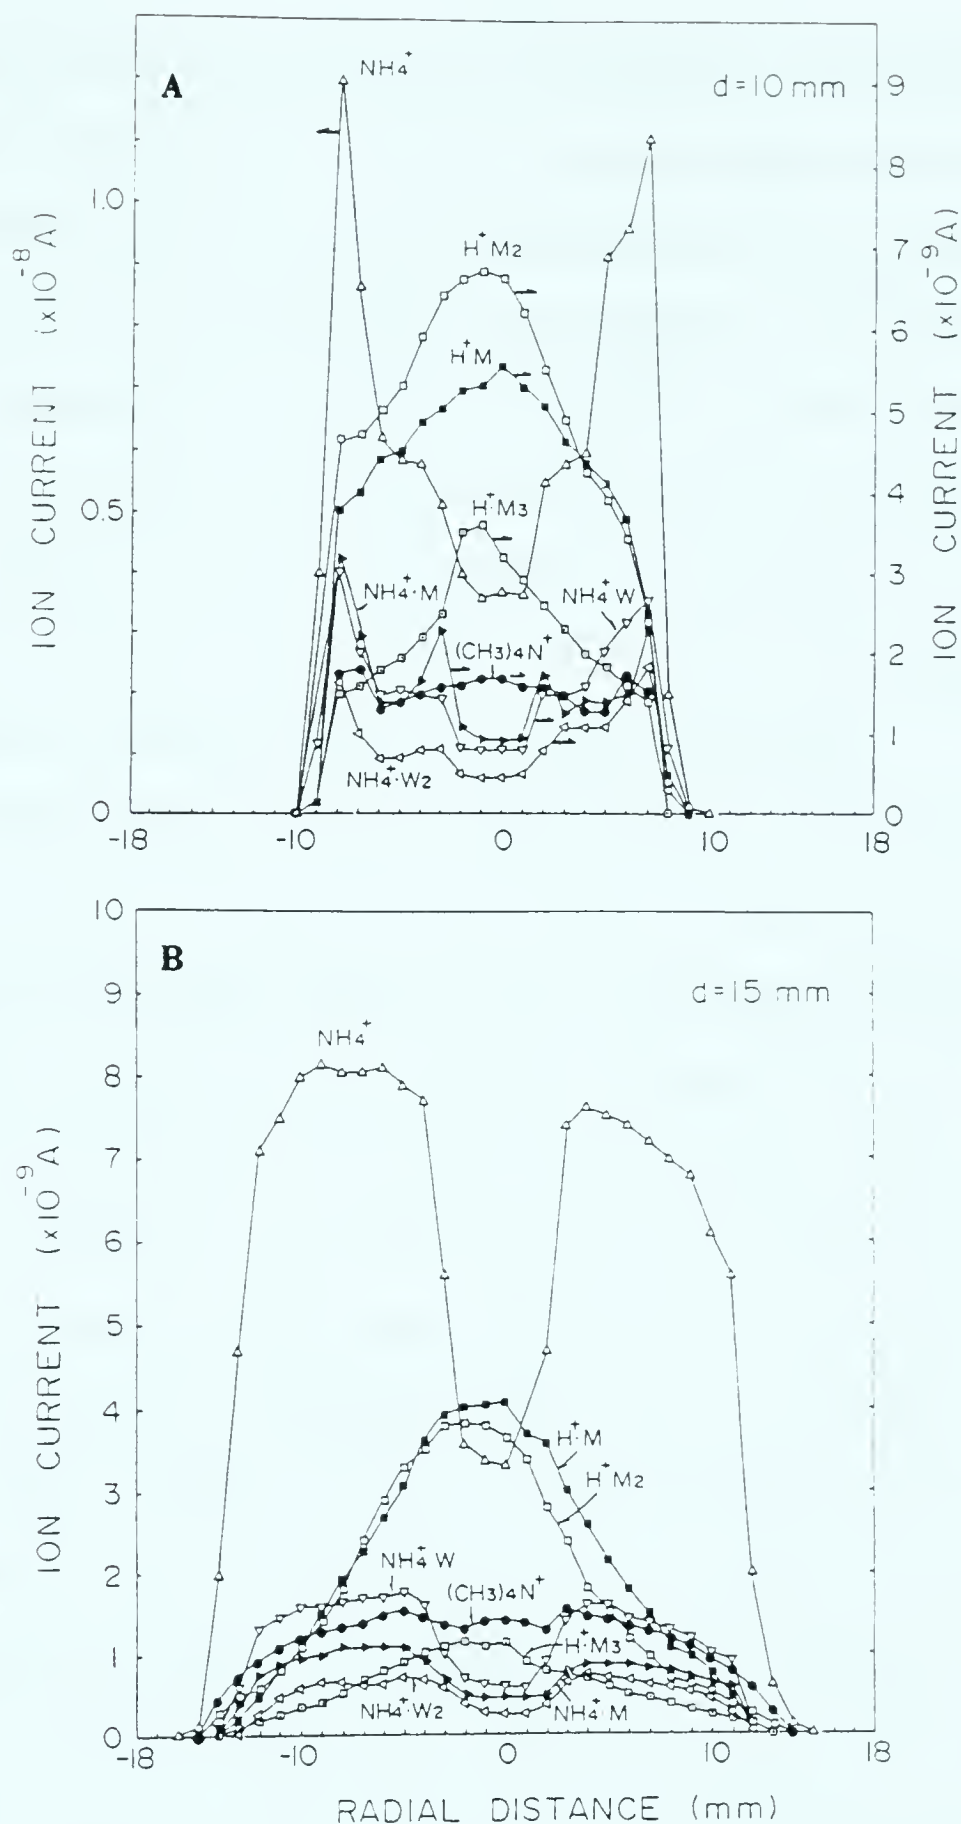 A
NH4+
d=10 mm
H+M2
H+M
H+·M3
NH4+·M
NH4+W
(CH3)4N+
NH4+·W2
ION CURRENT (x10-8A)
1.0
0.5
0
9
8
7
6
5
4
3
2
1
0
ION CURRENT (x10-9A)
-18
-10
0
10
18
B
NH4+
d=15 mm
H+·M
H+M2
NH4+W
(CH3)4N+
H+·M3
NH4+·W2
NH4+·M
ION CURRENT (x10-9A)
10
9
8
7
6
5
4
3
2
1
0
-18
-10
0
10
18
RADIAL DISTANCE (mm)